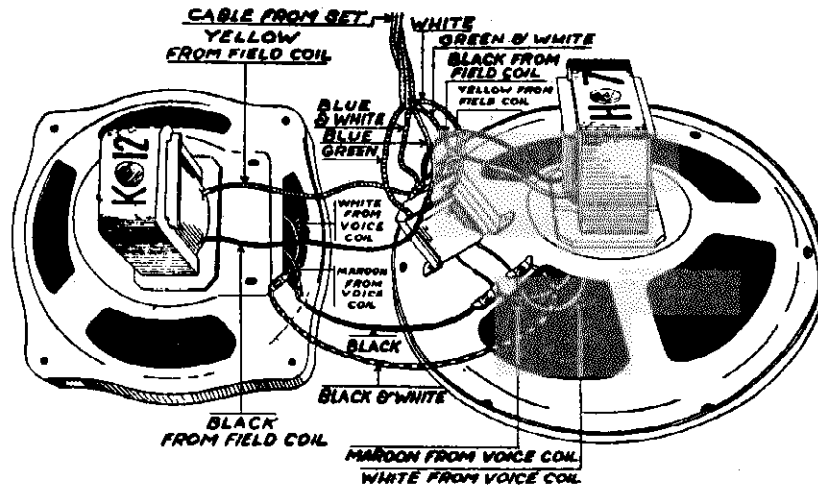 CABLE FROM SET
YELLOW
FROM FIELD COIL
WHITE
GREEN & WHITE
BLACK FROM
FIELD COIL
YELLOW FROM
FIELD COIL
BLUE
& WHITE
BLUE
GREEN
K 12
H 7
WHITE
FROM
VOICE
COIL
MAROON
FROM
VOICE
COIL
BLACK
BLACK & WHITE
BLACK
FROM FIELD COIL
MAROON FROM VOICE COIL
WHITE FROM VOICE COIL